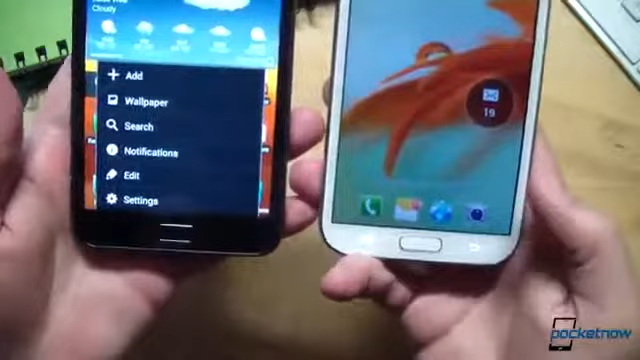 Cloudy
Add
Wallpaper
Search
Notifications
Edit
Settings
19
pocketnow